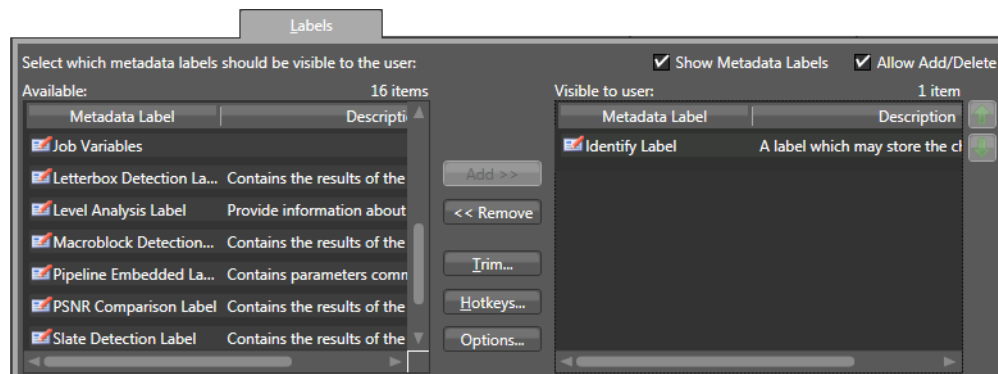 Labels
Select which metadata labels should be visible to the user:
Show Metadata Labels
Allow Add/Delete
Available:
16 items
Visible to user:
1 item
Metadata Label
Descripti
Metadata Label
Description
Job Variables
Identify Label
A label which may store the ch
Letterbox Detection La... Contains the results of the
Add >>
Level Analysis Label
Provide information about
<< Remove
Macroblock Detection... Contains the results of the
Trim...
Pipeline Embedded La... Contains parameters comm
Hotkeys...
PSNR Comparison Label Contains the results of the
Options...
Slate Detection Label
Contains the results of the